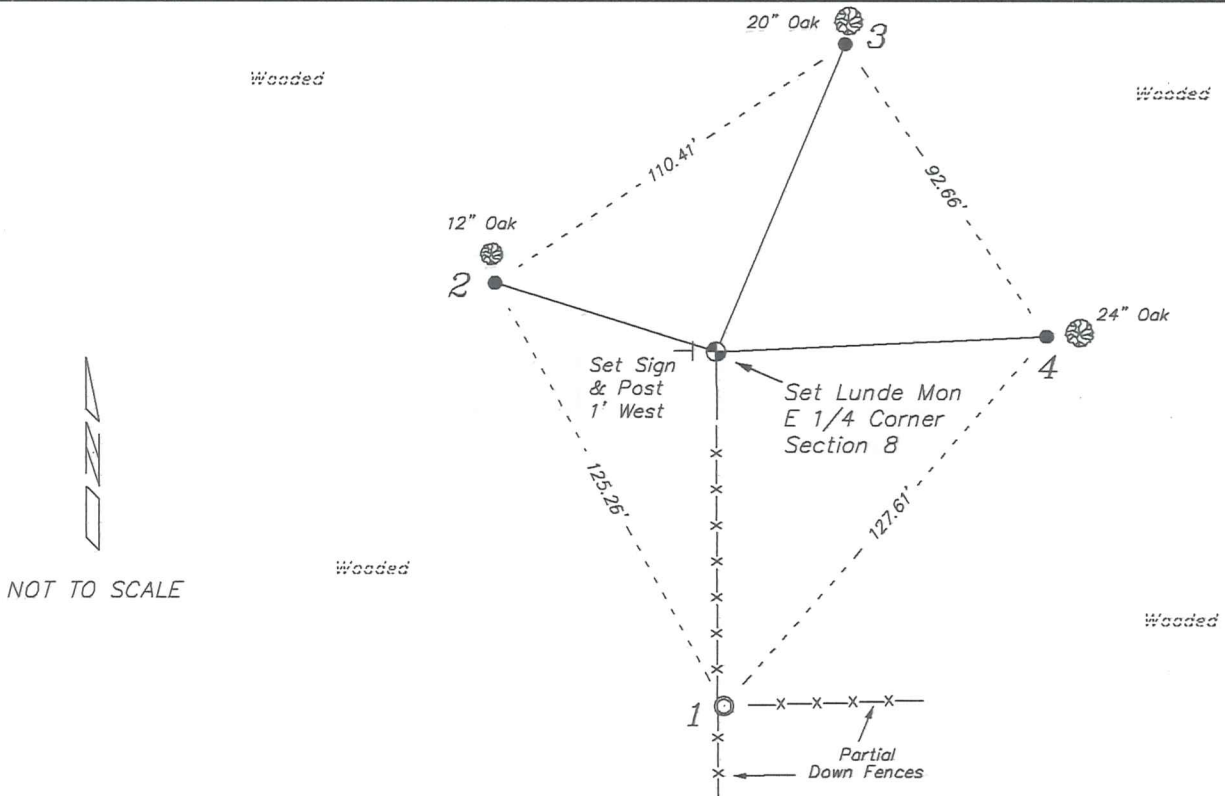 20" Oak
3
Wooded
Wooded
110.41'
92.66'
12" Oak
2
24" Oak
4
Set Sign
& Post
1' West
Set Lunde Mon
E 1/4 Corner
Section 8
125.26'
127.61'
N
NOT TO SCALE
Wooded
Wooded
1
Partial
Down Fences